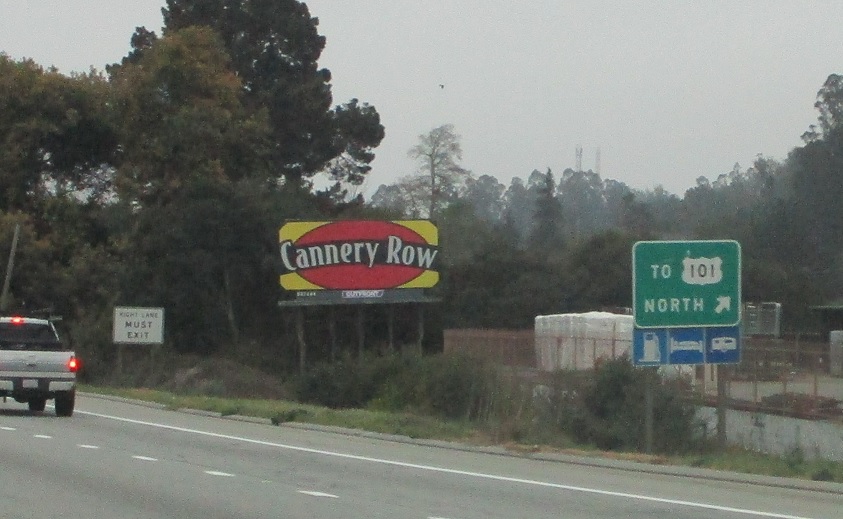 RIGHT LANE
MUST
EXIT
Cannery Row
OUTFRONT
TO 101
NORTH